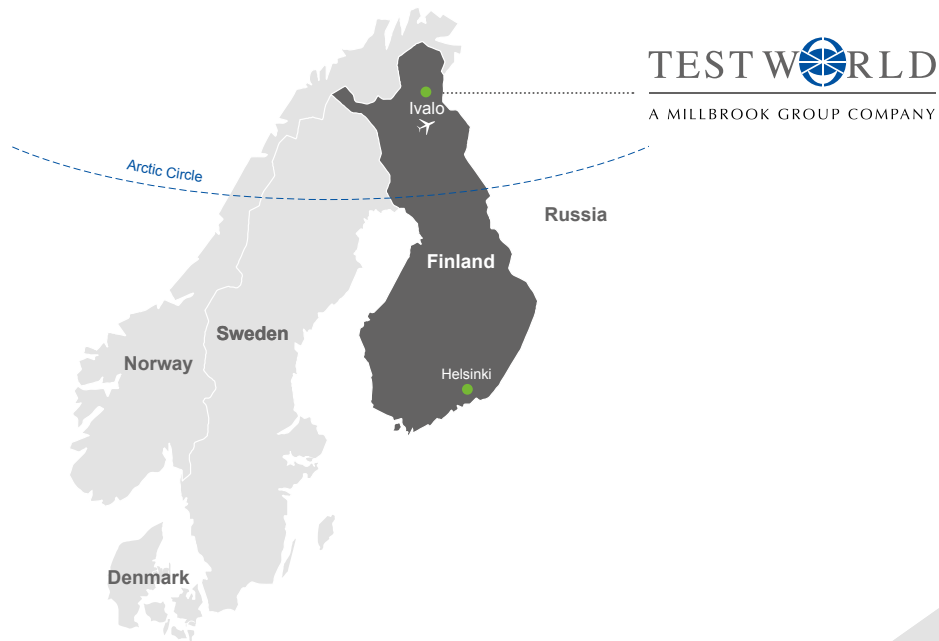 TEST WORLD
A MILLBROOK GROUP COMPANY
Ivalo
Arctic Circle
Russia
Finland
Sweden
Norway
Helsinki
Denmark